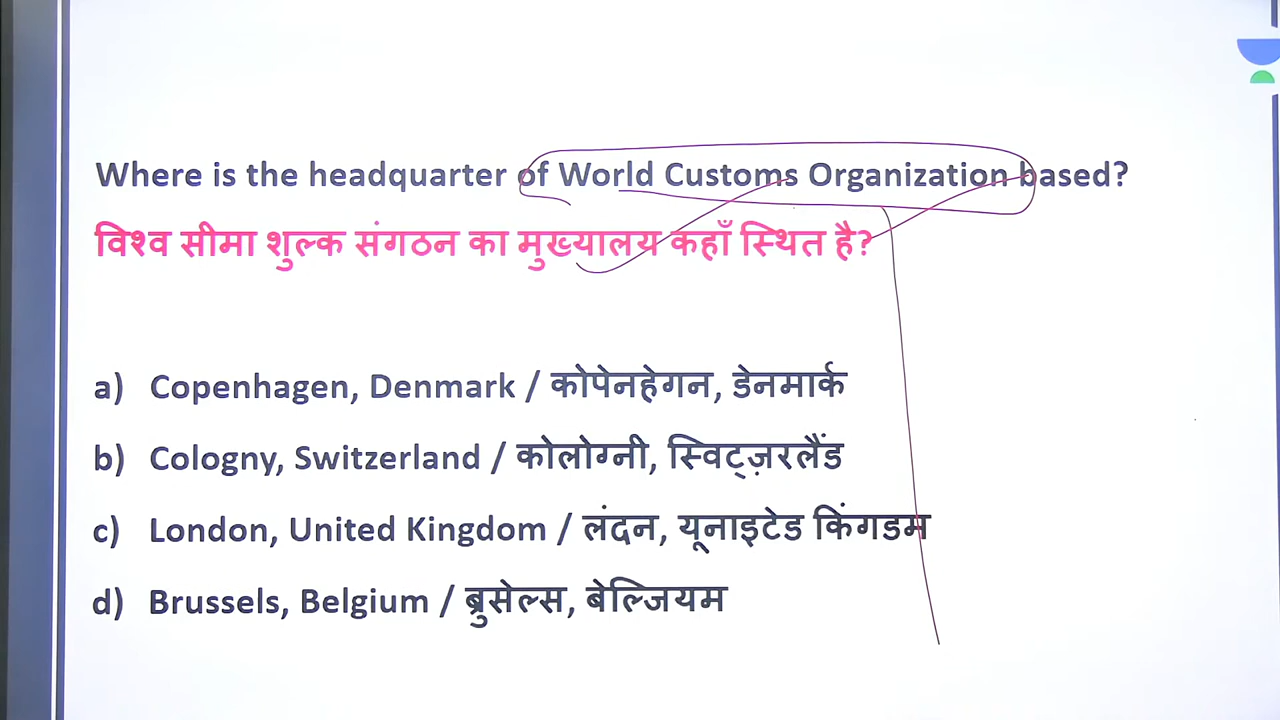 Where is the headquarter of World Customs Organization based?
विश्व सीमा शुल्क संगठन का मुख्यालय कहाँ स्थित है?
a) Copenhagen, Denmark / कोपेनहेगन, डेनमार्क
b) Cologny, Switzerland / कोलोग्नी, स्विट्ज़रलैंड
c) London, United Kingdom / लंदन, यूनाइटेड किंगडम
d) Brussels, Belgium / ब्रुसेल्स, बेल्जियम